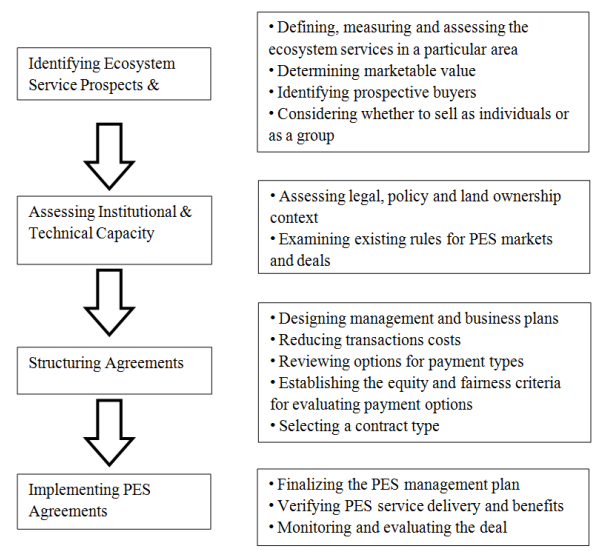 Identifying Ecosystem
Service Prospects &
• Defining, measuring and assessing the
ecosystem services in a particular area
• Determining marketable value
• Identifying prospective buyers
• Considering whether to sell as individuals or
as a group
Assessing Institutional &
Technical Capacity
• Assessing legal, policy and land ownership
context
• Examining existing rules for PES markets
and deals
Structuring Agreements
• Designing management and business plans
• Reducing transactions costs
• Reviewing options for payment types
• Establishing the equity and fairness criteria
for evaluating payment options
• Selecting a contract type
Implementing PES
Agreements
• Finalizing the PES management plan
• Verifying PES service delivery and benefits
• Monitoring and evaluating the deal